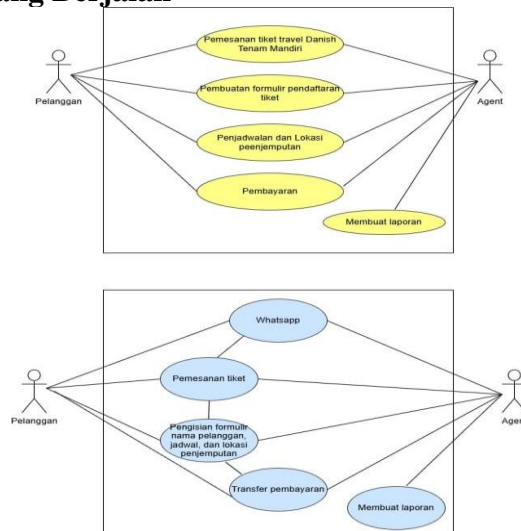 Pemesanan tiket travel Danish
Tenam Mandiri
Pembuatan formulir pendaftaran
tiket
Penjadwalan dan Lokasi
peenjemputan
Pembayaran
Membuat laporan
Pelanggan
Agent
Whatsapp
Pemesanan tiket
Pengisian formulir
nama pelanggan,
jadwal, dan lokasi
penjemputan
Transfer pembayaran
Membuat laporan
Pelanggan